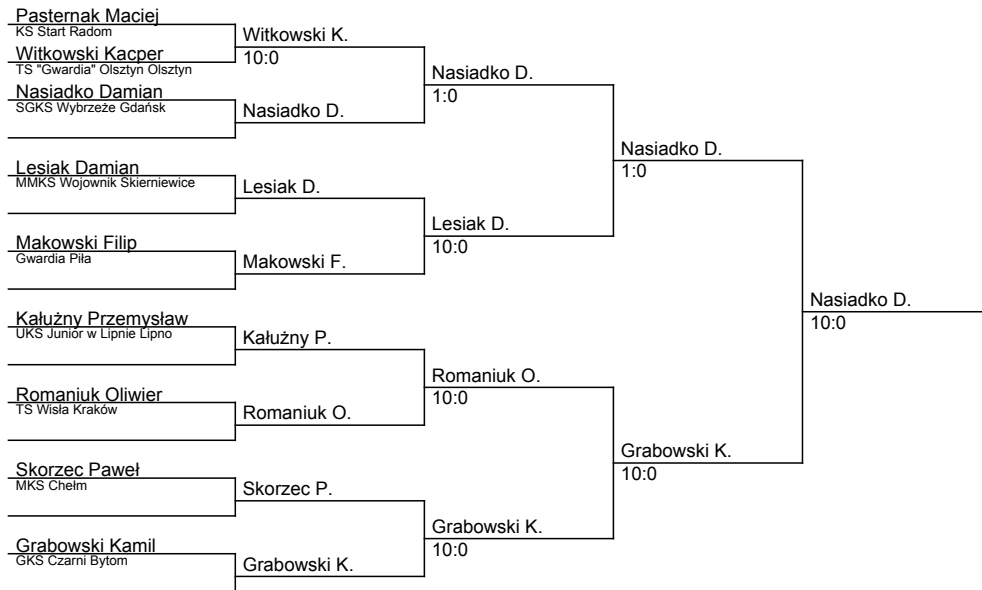 Pasternak Maciej
KS Start Radom
Witkowski Kacper
TS "Gwardia" Olsztyn Olsztyn
Nasiadko Damian
SGKS Wybrzeże Gdańsk
Lesiak Damian
MMKS Wojownik Skierniewice
Makowski Filip
Gwardia Piła
Kałużny Przemysław
UKS Junior w Lipnie Lipno
Romaniuk Oliwier
TS Wisła Kraków
Skorzec Paweł
MKS Chełm
Grabowski Kamil
GKS Czarni Bytom
Witkowski K.
10:0
Nasiadko D.
Lesiak D.
Makowski F.
Kałużny P.
Romaniuk O.
Skorzec P.
Grabowski K.
Nasiadko D.
1:0
Lesiak D.
10:0
Romaniuk O.
10:0
Grabowski K.
10:0
Nasiadko D.
1:0
Grabowski K.
10:0
Nasiadko D.
10:0